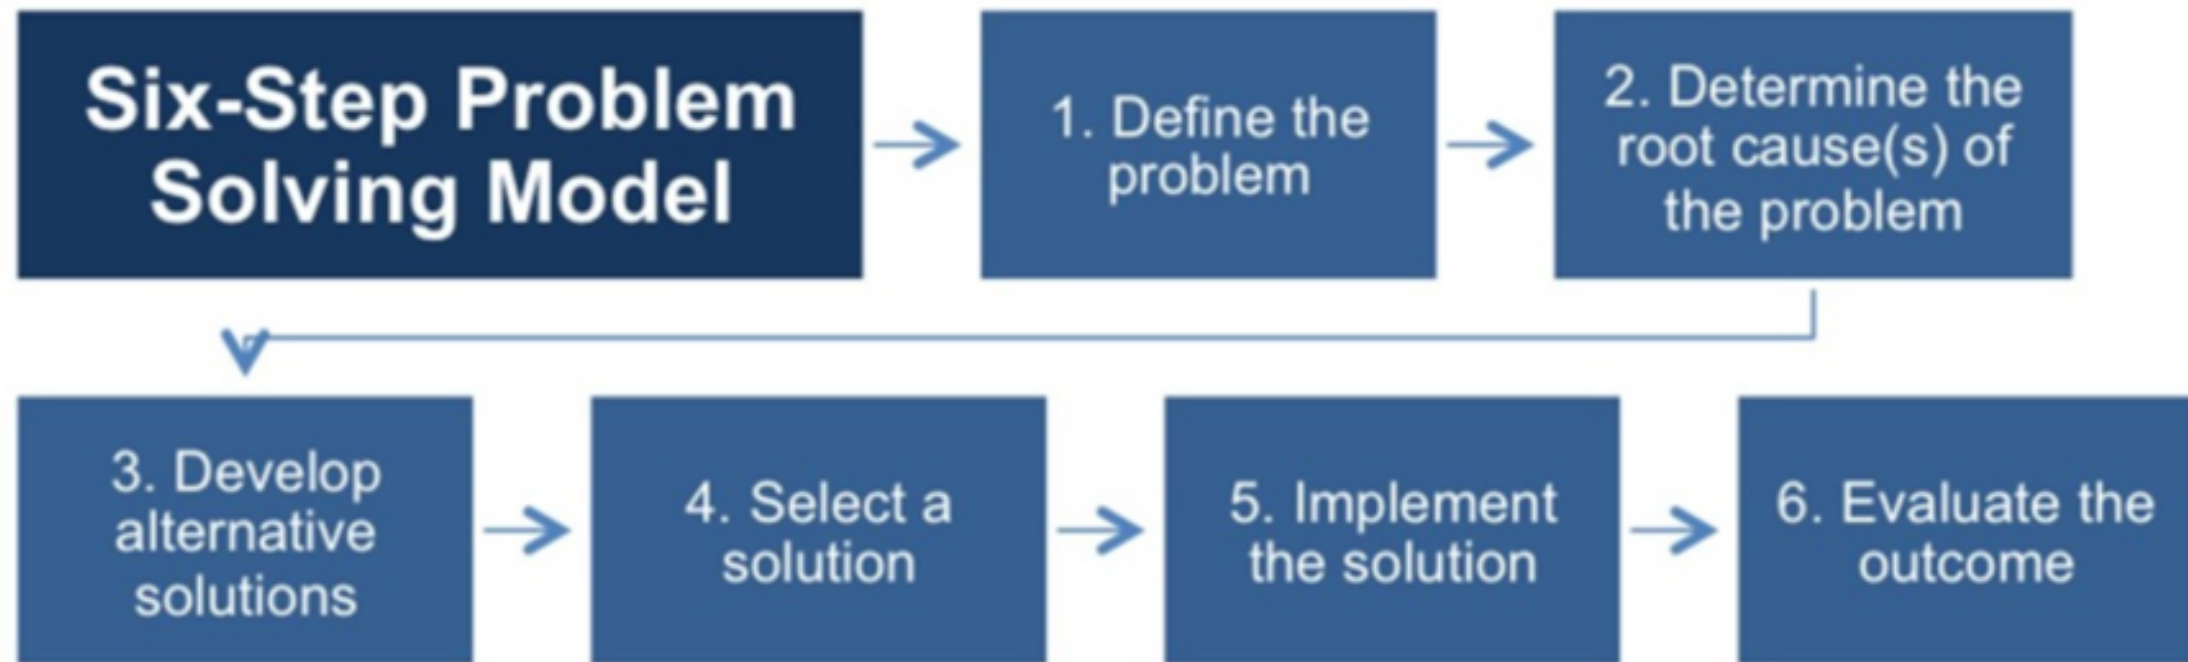 Six-Step Problem
Solving Model
1. Define the
problem
2. Determine the
root cause(s) of
the problem
3. Develop
alternative
solutions
4. Select a
solution
5. Implement
the solution
6. Evaluate the
outcome